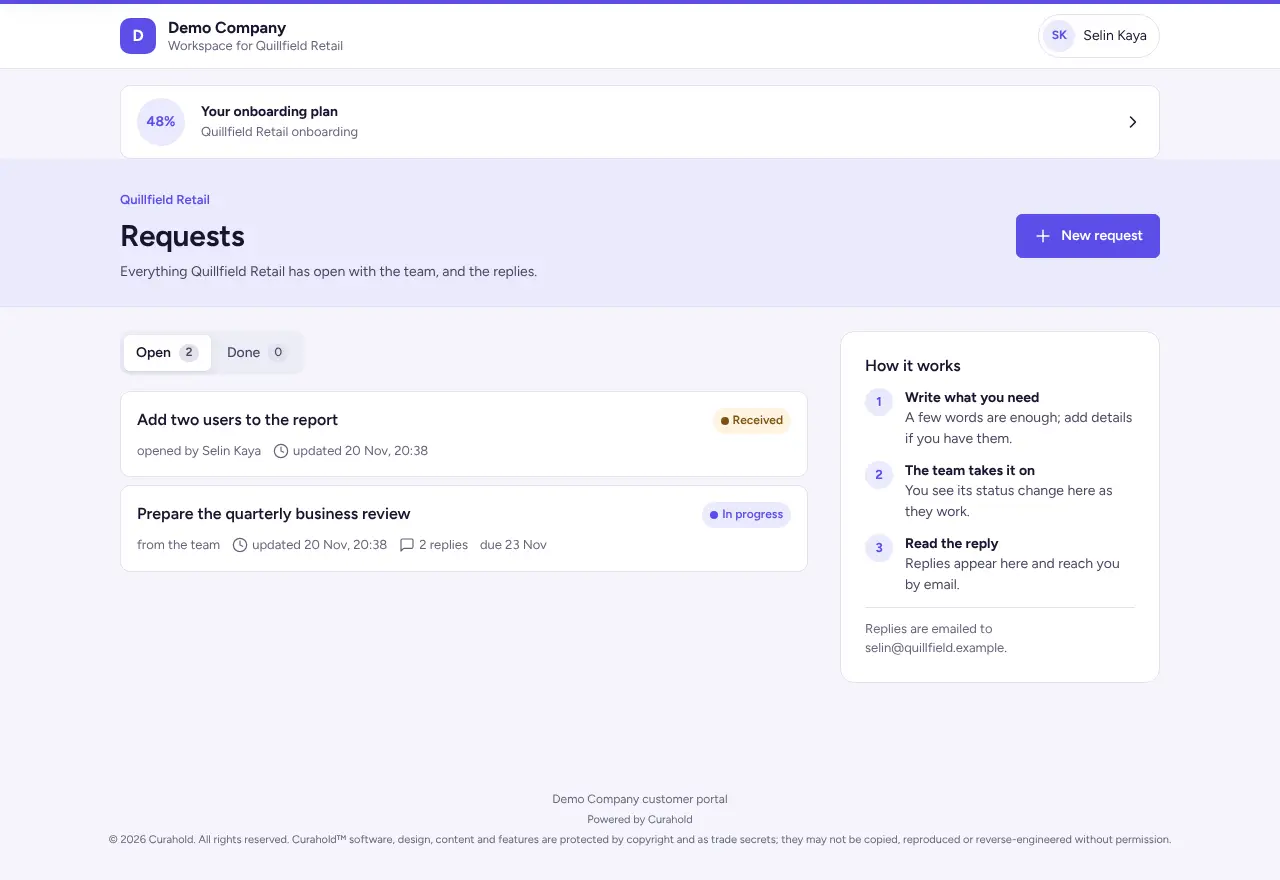 D
Demo Company
Workspace for Quillfield Retail
SK
Selin Kaya
48%
Your onboarding plan
Quillfield Retail onboarding
Quillfield Retail
Requests
Everything Quillfield Retail has open with the team, and the replies.
New request
Open 2
Done 0
Add two users to the report
Received
opened by Selin Kaya updated 20 Nov, 20:38
Prepare the quarterly business review
In progress
from the team updated 20 Nov, 20:38 2 replies due 23 Nov
How it works
1
Write what you need
A few words are enough; add details
if you have them.
2
The team takes it on
You see its status change here as
they work.
3
Read the reply
Replies appear here and reach you
by email.
Replies are emailed to
selin@quillfield.example.
Demo Company customer portal
Powered by Curahold
© 2026 Curahold. All rights reserved. Curahold™ software, design, content and features are protected by copyright and as trade secrets; they may not be copied, reproduced or reverse-engineered without permission.